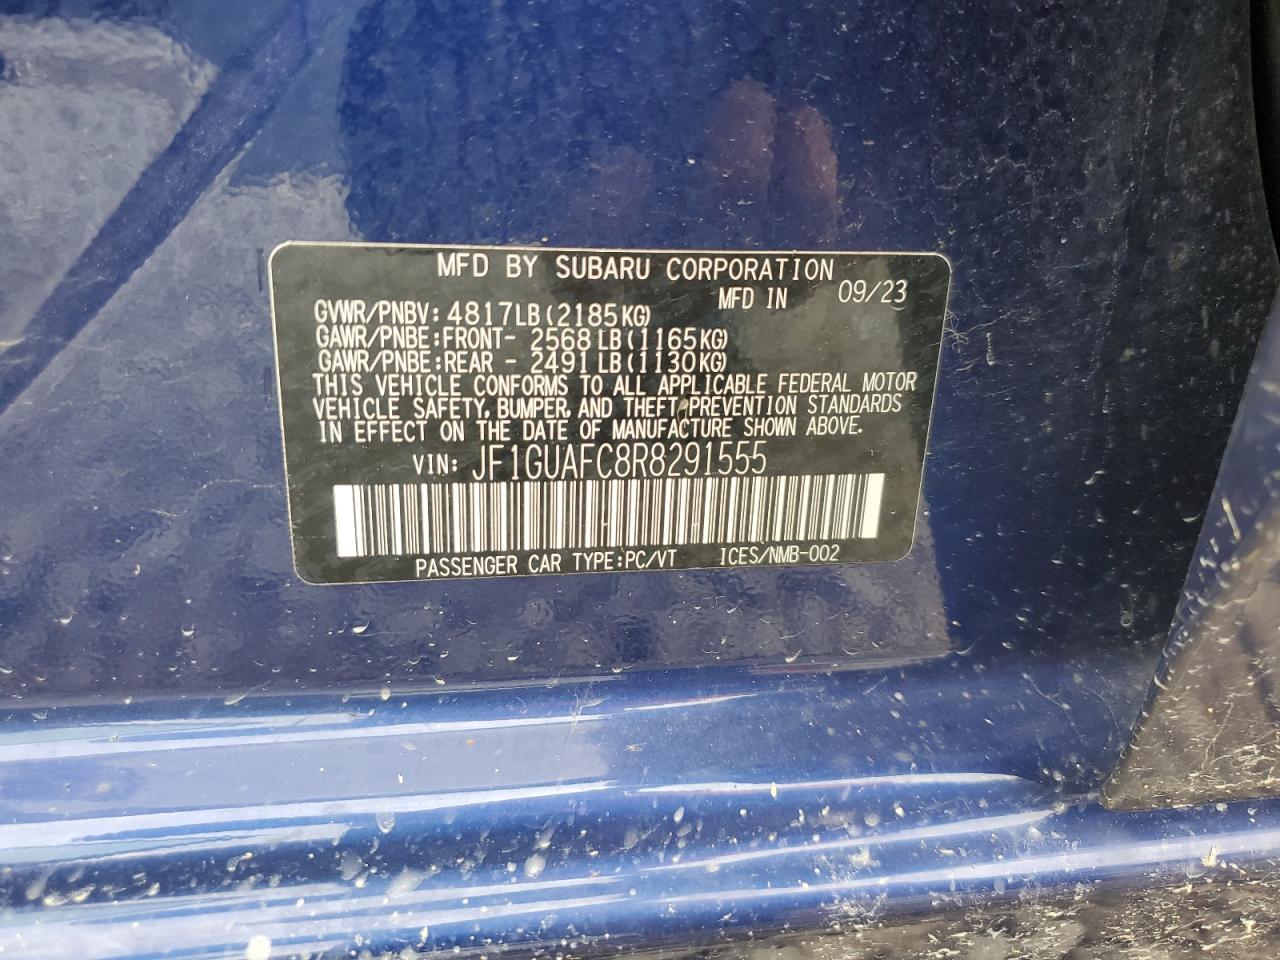 MFD BY SUBARU CORPORATION
MFD IN 09/23
GVWR/PNBV: 4817LB(2185KG)
GAWR/PNBE:FRONT- 2568 LB(1165KG)
GAWR/PNBE:REAR - 2491 LB(1130KG)
THIS VEHICLE CONFORMS TO ALL APPLICABLE FEDERAL MOTOR
VEHICLE SAFETY, BUMPER, AND THEFT PREVENTION STANDARDS
IN EFFECT ON THE DATE OF MANUFACTURE SHOWN ABOVE.
VIN: JF1GUAFC8R8291555
PASSENGER CAR TYPE:PC/VT ICES/NMB-002